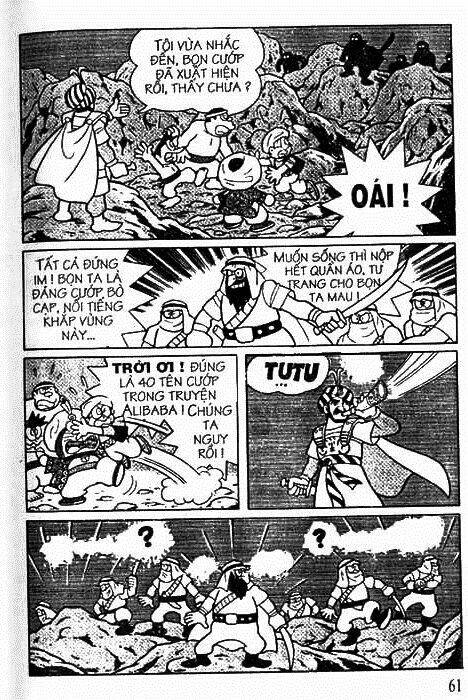 TÔI VỪA NHẮC
ĐẾN, BỌN CƯỚP
ĐÃ XUẤT HIỆN
RỒI, THẤY CHƯA ?
OÁI !
TẤT CẢ ĐỨNG
IM ! BỌN TA LÀ
ĐẢNG CƯỚP, BÒ
CẠP, NỔI TIẾNG
KHẮP VÙNG
NÀY...
MUỐN SỐNG THÌ NỘP
HẾT QUẦN ÁO, TƯ
TRANG CHO BỌN
TA MAU !
TRỜI ƠI ! ĐÚNG
LÀ 40 TÊN CƯỚP
TRONG TRUYỆN
ALIBABA ! CHÚNG
TA
NGUY
RỒI !
TUTU
...
?
?
61